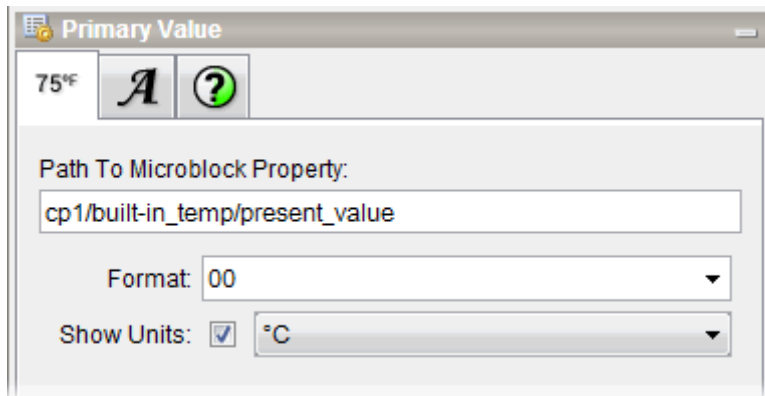 Primary Value
75°F A ?
Path To Microblock Property:
cp1/built-in_temp/present_value
Format: 00
Show Units: °C